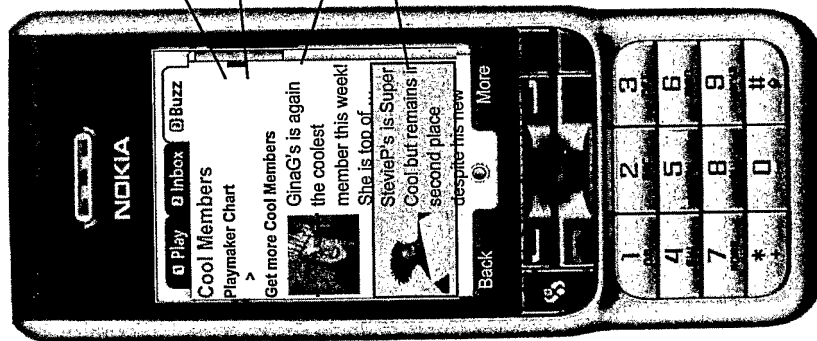 NOKIA
1 Play 2 Inbox 3 Buzz
Cool Members
Playmaker Chart
>
Get more Cool Members
GinaG's is again
the coolest
member this week!
She is top of ...
StevieP's is Super
Cool but remains in
second place
despite his new
Back More
1 2 3
4 5 6
7 8 9
* 0 #